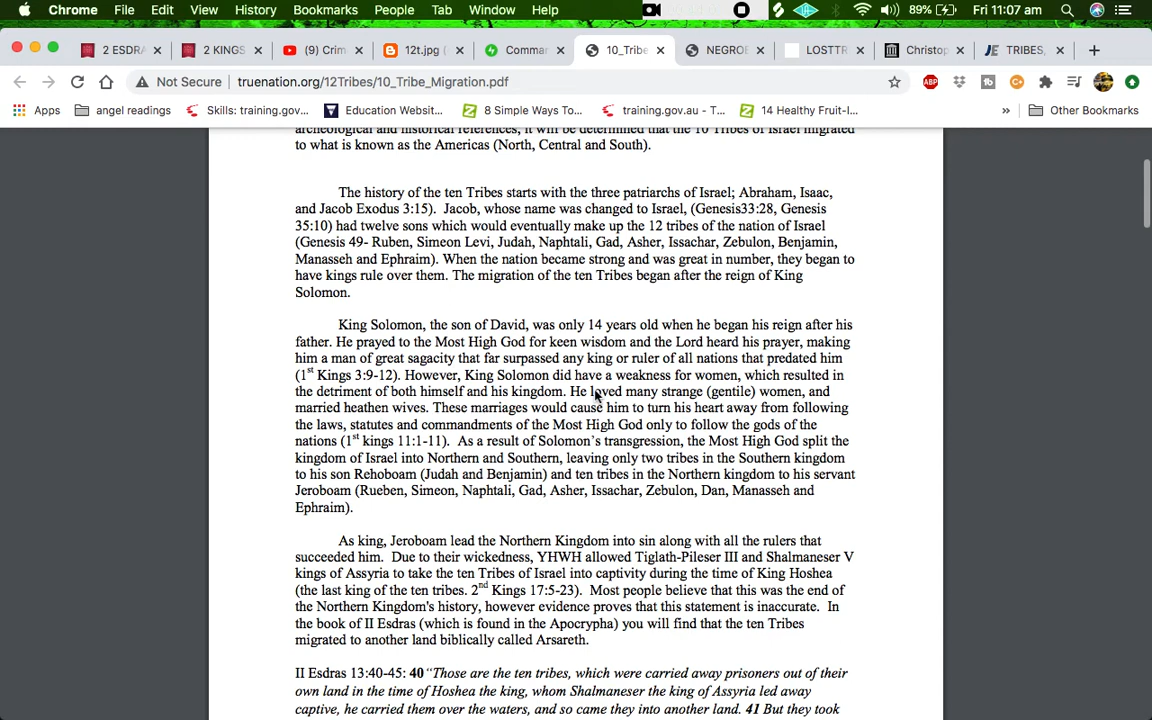 Chrome File Edit View History Bookmarks People Tab Window Help 89% Fri 11:07 am
2 ESDRA 2 KINGS (9) Crim 12t.jpg ( Comman 10_Tribe NEGROE LOSTTR Christop TRIBES,
Not Secure truenation.org/12Tribes/10_Tribe_Migration.pdf ABP
Apps angel readings Skills: training.gov... Education Websit... 8 Simple Ways To... training.gov.au - T... 14 Healthy Fruit-I... » Other Bookmarks
archeological and historical references, it will be determined that the 10 Tribes of Israel migrated
to what is known as the Americas (North, Central and South).
The history of the ten Tribes starts with the three patriarchs of Israel; Abraham, Isaac,
and Jacob Exodus 3:15). Jacob, whose name was changed to Israel, (Genesis33:28, Genesis
35:10) had twelve sons which would eventually make up the 12 tribes of the nation of Israel
(Genesis 49- Ruben, Simeon Levi, Judah, Naphtali, Gad, Asher, Issachar, Zebulon, Benjamin,
Manasseh and Ephraim). When the nation became strong and was great in number, they began to
have kings rule over them. The migration of the ten Tribes began after the reign of King
Solomon.
King Solomon, the son of David, was only 14 years old when he began his reign after his
father. He prayed to the Most High God for keen wisdom and the Lord heard his prayer, making
him a man of great sagacity that far surpassed any king or ruler of all nations that predated him
(1st Kings 3:9-12). However, King Solomon did have a weakness for women, which resulted in
the detriment of both himself and his kingdom. He loved many strange (gentile) women, and
married heathen wives. These marriages would cause him to turn his heart away from following
the laws, statutes and commandments of the Most High God only to follow the gods of the
nations (1st kings 11:1-11). As a result of Solomon's transgression, the Most High God split the
kingdom of Israel into Northern and Southern, leaving only two tribes in the Southern kingdom
to his son Rehoboam (Judah and Benjamin) and ten tribes in the Northern kingdom to his servant
Jeroboam (Rueben, Simeon, Naphtali, Gad, Asher, Issachar, Zebulon, Dan, Manasseh and
Ephraim).
As king, Jeroboam lead the Northern Kingdom into sin along with all the rulers that
succeeded him. Due to their wickedness, YHWH allowed Tiglath-Pileser III and Shalmaneser V
kings of Assyria to take the ten Tribes of Israel into captivity during the time of King Hoshea
(the last king of the ten tribes. 2nd Kings 17:5-23). Most people believe that this was the end of
the Northern Kingdom's history, however evidence proves that this statement is inaccurate. In
the book of II Esdras (which is found in the Apocrypha) you will find that the ten Tribes
migrated to another land biblically called Arsareth.
II Esdras 13:40-45: 40 "Those are the ten tribes, which were carried away prisoners out of their
own land in the time of Hoshea the king, whom Shalmaneser the king of Assyria led away
captive, he carried them over the waters, and so came they into another land. 41 But they took